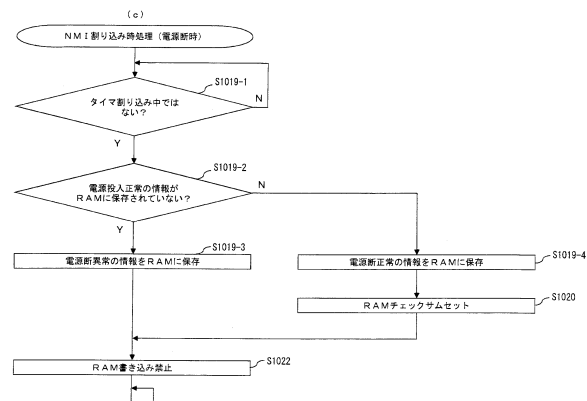 (c)
NMI割り込み時処理(電源断時)
S1019-1
タイマ割り込み中では
ない?
N
Y
S1019-2
電源投入正常の情報が
RAMに保存されていない?
N
Y
S1019-3
電源断異常の情報をRAMに保存
S1019-4
電源断正常の情報をRAMに保存
S1020
RAMチェックサムセット
S1022
RAM書き込み禁止